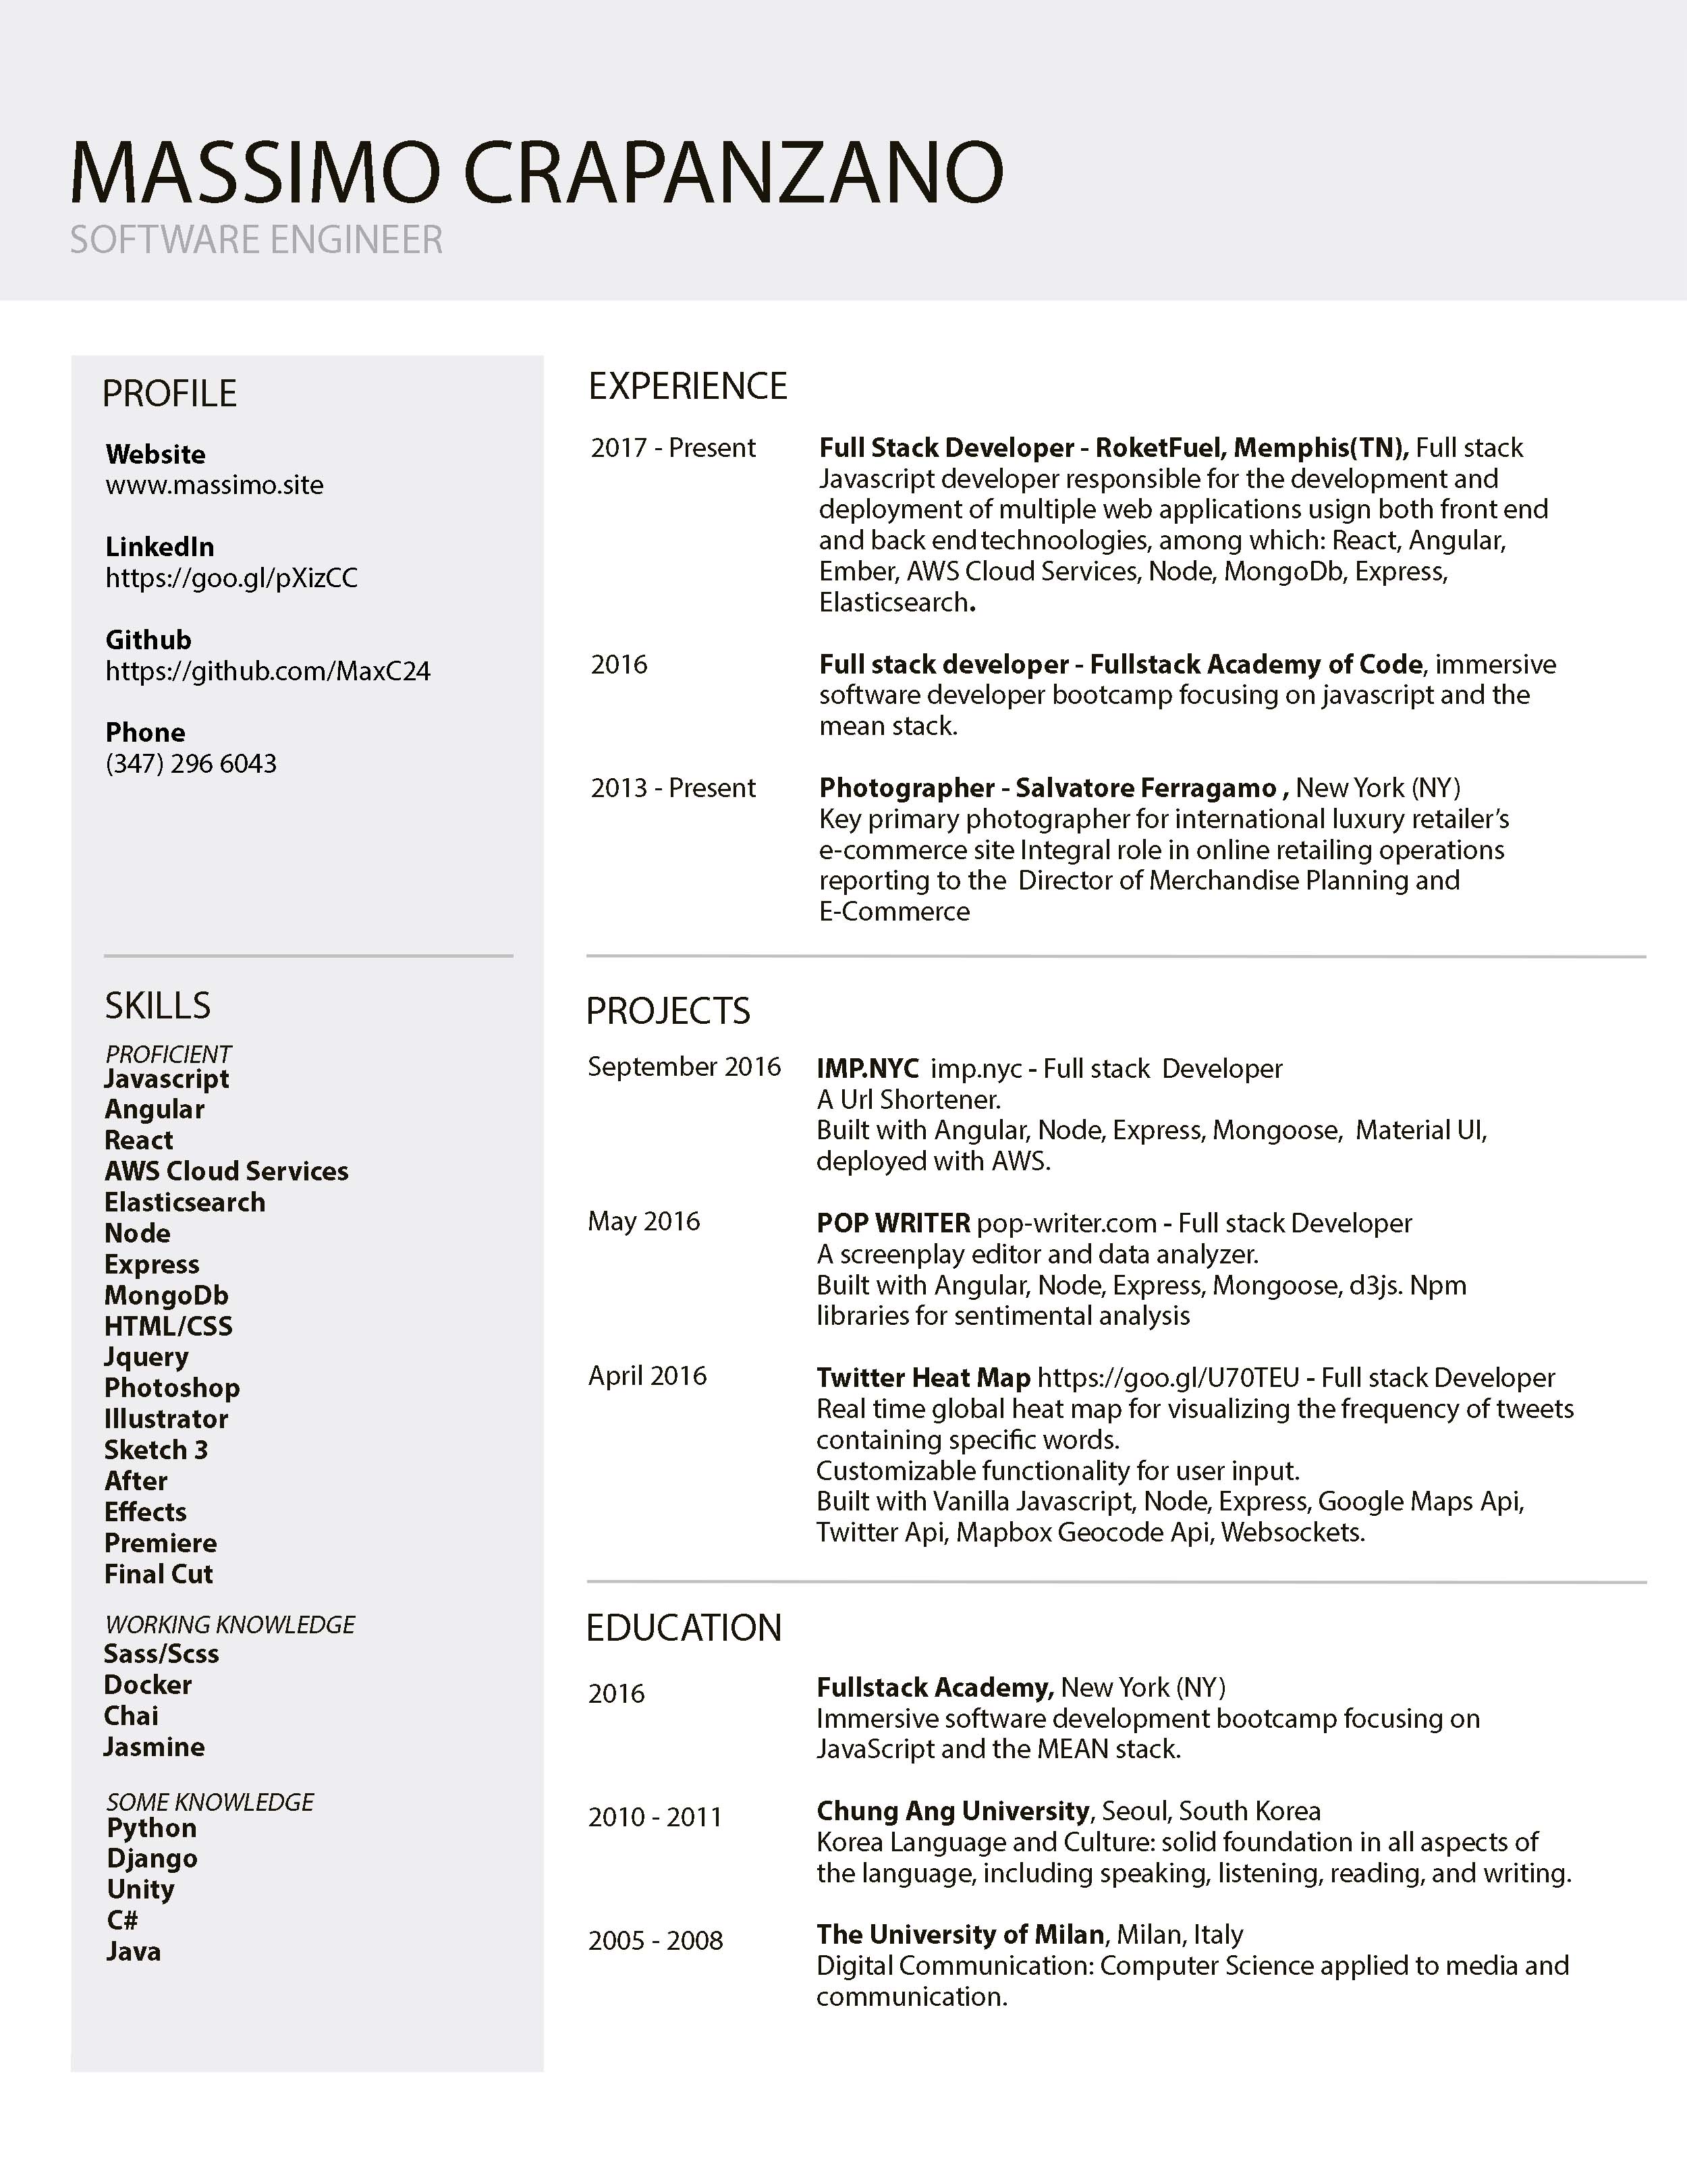 MASSIMO CRAPANZANO
SOFTWARE ENGINEER
PROFILE
Website
www.massimo.site
LinkedIn
https://goo.gl/pXizCC
Github
https://github.com/MaxC24
Phone
(347) 296 6043
SKILLS
PROFICIENT
Javascript
Angular
React
AWS Cloud Services
Elasticsearch
Node
Express
MongoDb
HTML/CSS
Jquery
Photoshop
Illustrator
Sketch 3
After
Effects
Premiere
Final Cut
WORKING KNOWLEDGE
Sass/Scss
Docker
Chai
Jasmine
SOME KNOWLEDGE
Python
Django
Unity
C#
Java
EXPERIENCE
2017 - Present Full Stack Developer - RoketFuel, Memphis(TN), Full stack
Javascript developer responsible for the development and
deployment of multiple web applications usign both front end
and back end technoologies, among which: React, Angular,
Ember, AWS Cloud Services, Node, MongoDb, Express,
Elasticsearch.
2016 Full stack developer - Fullstack Academy of Code, immersive
software developer bootcamp focusing on javascript and the
mean stack.
2013 - Present Photographer - Salvatore Ferragamo , New York (NY)
Key primary photographer for international luxury retailer’s
e-commerce site Integral role in online retailing operations
reporting to the Director of Merchandise Planning and
E-Commerce
PROJECTS
September 2016 IMP.NYC imp.nyc - Full stack Developer
A Url Shortener.
Built with Angular, Node, Express, Mongoose, Material UI,
deployed with AWS.
May 2016 POP WRITER pop-writer.com - Full stack Developer
A screenplay editor and data analyzer.
Built with Angular, Node, Express, Mongoose, d3js. Npm
libraries for sentimental analysis
April 2016 Twitter Heat Map https://goo.gl/U70TEU - Full stack Developer
Real time global heat map for visualizing the frequency of tweets
containing specific words.
Customizable functionality for user input.
Built with Vanilla Javascript, Node, Express, Google Maps Api,
Twitter Api, Mapbox Geocode Api, Websockets.
EDUCATION
2016 Fullstack Academy, New York (NY)
Immersive software development bootcamp focusing on
JavaScript and the MEAN stack.
2010 - 2011 Chung Ang University, Seoul, South Korea
Korea Language and Culture: solid foundation in all aspects of
the language, including speaking, listening, reading, and writing.
2005 - 2008 The University of Milan, Milan, Italy
Digital Communication: Computer Science applied to media and
communication.